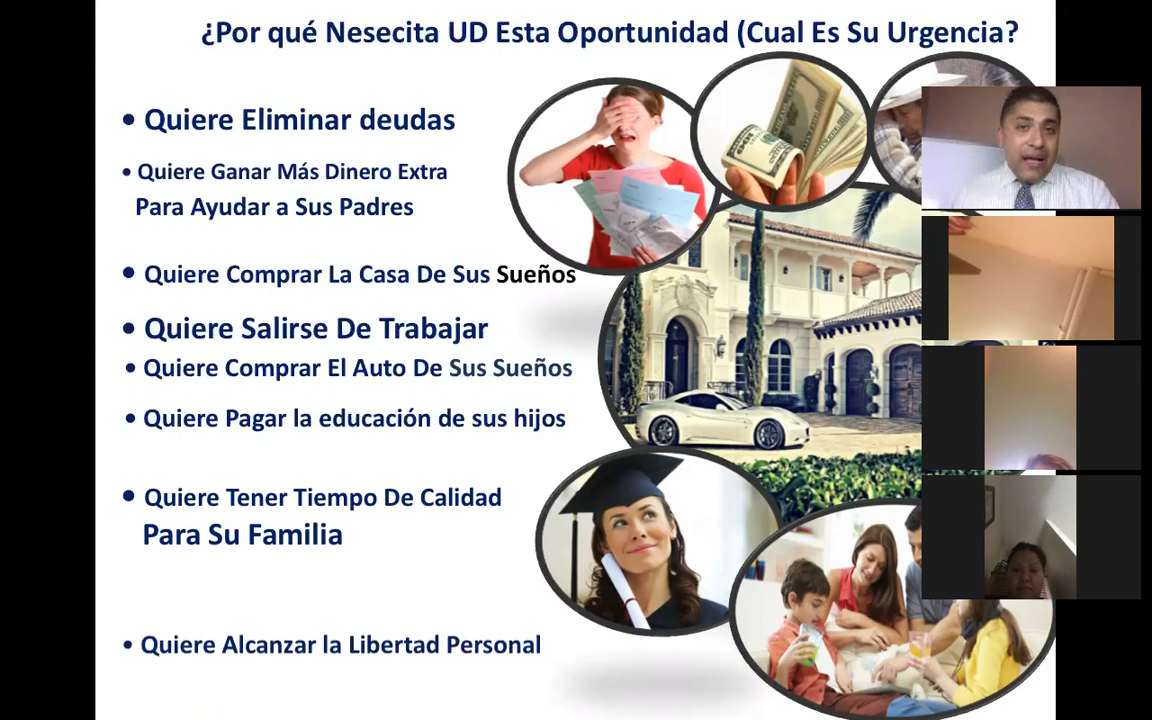 ¿Por qué Nesecita UD Esta Oportunidad (Cual Es Su Urgencia?
• Quiere Eliminar deudas
• Quiere Ganar Más Dinero Extra
Para Ayudar a Sus Padres
• Quiere Comprar La Casa De Sus Sueños
• Quiere Salirse De Trabajar
• Quiere Comprar El Auto De Sus Sueños
• Quiere Pagar la educación de sus hijos
• Quiere Tener Tiempo De Calidad
Para Su Familia
• Quiere Alcanzar la Libertad Personal